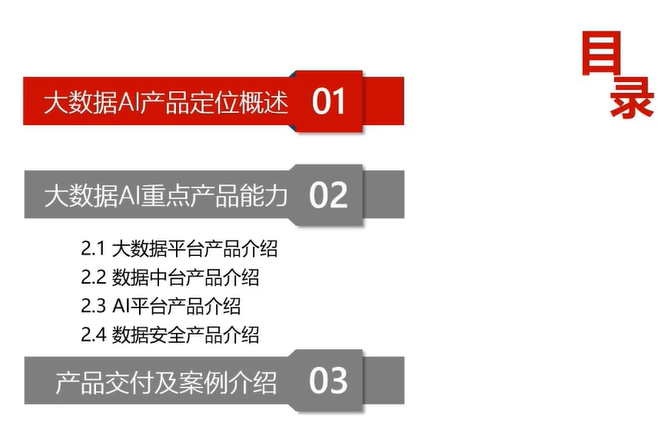 目
录
大数据AI产品定位概述 01
大数据AI重点产品能力 02
2.1 大数据平台产品介绍
2.2 数据中台产品介绍
2.3 AI平台产品介绍
2.4 数据安全产品介绍
产品交付及案例介绍 03